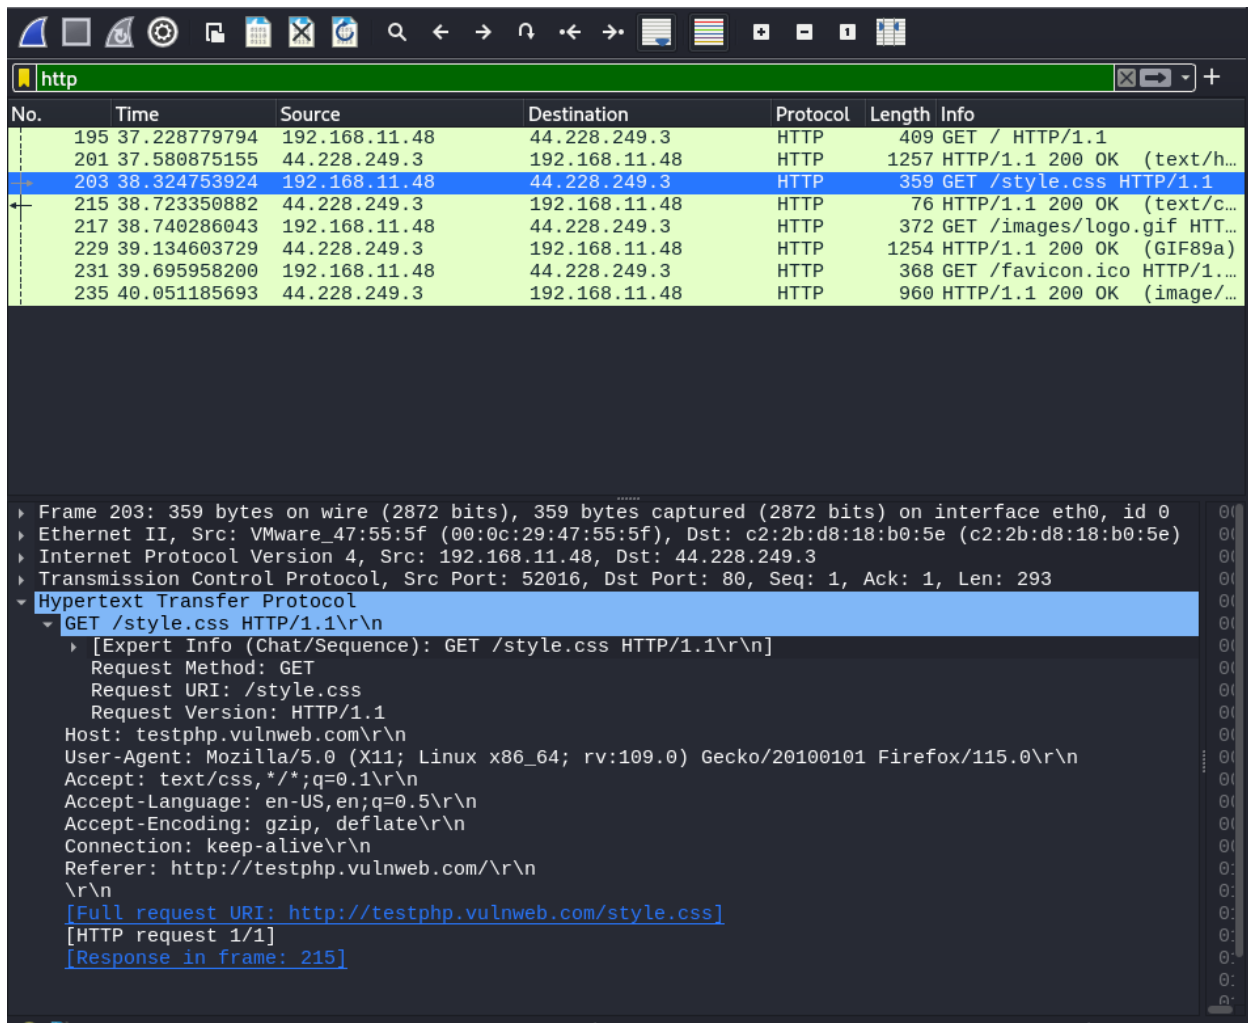 http
No. Time Source Destination Protocol Length Info
195 37.228779794 192.168.11.48 44.228.249.3 HTTP 409 GET / HTTP/1.1
201 37.580875155 44.228.249.3 192.168.11.48 HTTP 1257 HTTP/1.1 200 OK (text/h…
203 38.324753924 192.168.11.48 44.228.249.3 HTTP 359 GET /style.css HTTP/1.1
215 38.723350882 44.228.249.3 192.168.11.48 HTTP 76 HTTP/1.1 200 OK (text/c…
217 38.740286043 192.168.11.48 44.228.249.3 HTTP 372 GET /images/logo.gif HTT…
229 39.134603729 44.228.249.3 192.168.11.48 HTTP 1254 HTTP/1.1 200 OK (GIF89a)
231 39.695958200 192.168.11.48 44.228.249.3 HTTP 368 GET /favicon.ico HTTP/1.…
235 40.051185693 44.228.249.3 192.168.11.48 HTTP 960 HTTP/1.1 200 OK (image/…
Frame 203: 359 bytes on wire (2872 bits), 359 bytes captured (2872 bits) on interface eth0, id 0
Ethernet II, Src: VMware_47:55:5f (00:0c:29:47:55:5f), Dst: c2:2b:d8:18:b0:5e (c2:2b:d8:18:b0:5e)
Internet Protocol Version 4, Src: 192.168.11.48, Dst: 44.228.249.3
Transmission Control Protocol, Src Port: 52016, Dst Port: 80, Seq: 1, Ack: 1, Len: 293
Hypertext Transfer Protocol
GET /style.css HTTP/1.1\r\n
[Expert Info (Chat/Sequence): GET /style.css HTTP/1.1\r\n]
Request Method: GET
Request URI: /style.css
Request Version: HTTP/1.1
Host: testphp.vulnweb.com\r\n
User-Agent: Mozilla/5.0 (X11; Linux x86_64; rv:109.0) Gecko/20100101 Firefox/115.0\r\n
Accept: text/css,*/*;q=0.1\r\n
Accept-Language: en-US,en;q=0.5\r\n
Accept-Encoding: gzip, deflate\r\n
Connection: keep-alive\r\n
Referer: http://testphp.vulnweb.com/\r\n
\r\n
[Full request URI: http://testphp.vulnweb.com/style.css]
[HTTP request 1/1]
[Response in frame: 215]